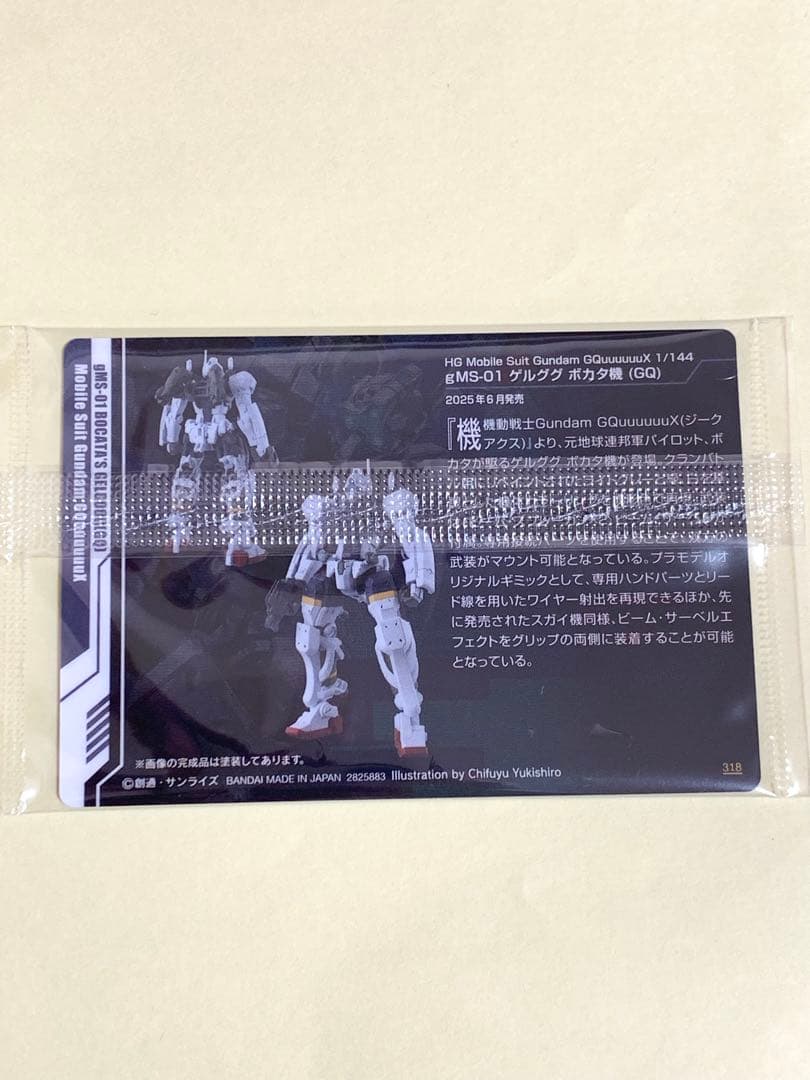 HG Mobile Suit Gundam GQuuuuuuX 1/144
gMS-01 ゲルググ ボカタ機 (GQ)
2025年6月発売
『機動戦士Gundam GQuuuuuuX(ジーク
アクス)』より、元地球連邦軍パイロット、ボ
カタが駆るゲルググ ボカタ機が登場。クランバト
武装がマウント可能となっている。プラモデルオ
リジナルギミックとして、専用ハンドパーツとリー
ド線を用いたワイヤー射出を再現できるほか、先
に発売されたスガイ機同様、ビーム・サーベルエ
フェクトをグリップの両側に装着することが可能
となっている。
gMS-01 BOCATA'S GELGOOG(GQ)
Mobile Suit Gundam GQuuuuuuX
※画像の完成品は塗装してあります。
©創通・サンライズ BANDAI MADE IN JAPAN 2825883 Illustration by Chifuyu Yukishiro
318